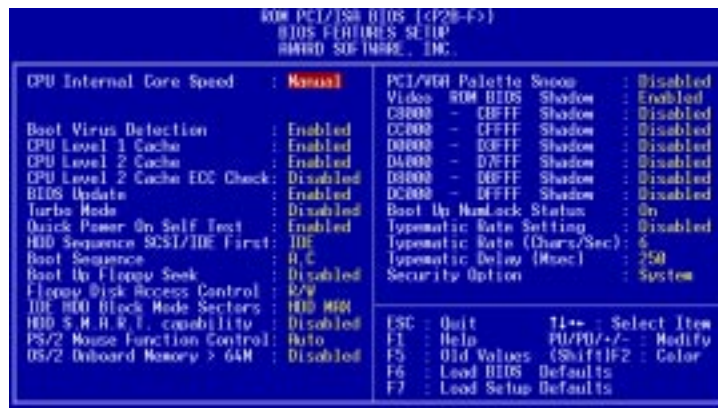 ROM PCI/ISA BIOS (<P2B-F>)
BIOS FEATURES SETUP
AWARD SOFTWARE, INC.
CPU Internal Core Speed : Manual
Boot Virus Detection : Enabled
CPU Level 1 Cache : Enabled
CPU Level 2 Cache : Enabled
CPU Level 2 Cache ECC Check: Disabled
BIOS Update : Enabled
Turbo Mode : Disabled
Quick Power On Self Test : Enabled
HDD Sequence SCSI/IDE First: IDE
Boot Sequence : A,C
Boot Up Floppy Seek : Disabled
Floppy Disk Access Control : R/W
IDE HDD Block Mode Sectors : HDD MAX
HDD S.M.A.R.T. capability : Disabled
PS/2 Mouse Function Control: Auto
OS/2 Onboard Memory > 64M : Disabled
PCI/VGA Palette Snoop : Disabled
Video ROM BIOS Shadow : Enabled
C8000 - CBFFF Shadow : Disabled
CC000 - CFFFF Shadow : Disabled
D0000 - D3FFF Shadow : Disabled
D4000 - D7FFF Shadow : Disabled
D8000 - DBFFF Shadow : Disabled
DC000 - DFFFF Shadow : Disabled
Boot Up NumLock Status : On
Typematic Rate Setting : Disabled
Typematic Rate (Chars/Sec): 6
Typematic Delay (Msec) : 250
Security Option : System
ESC : Quit ↑↓→← : Select Item
F1 : Help PU/PD/+/- : Modify
F5 : Old Values (Shift)F2 : Color
F6 : Load BIOS Defaults
F7 : Load Setup Defaults